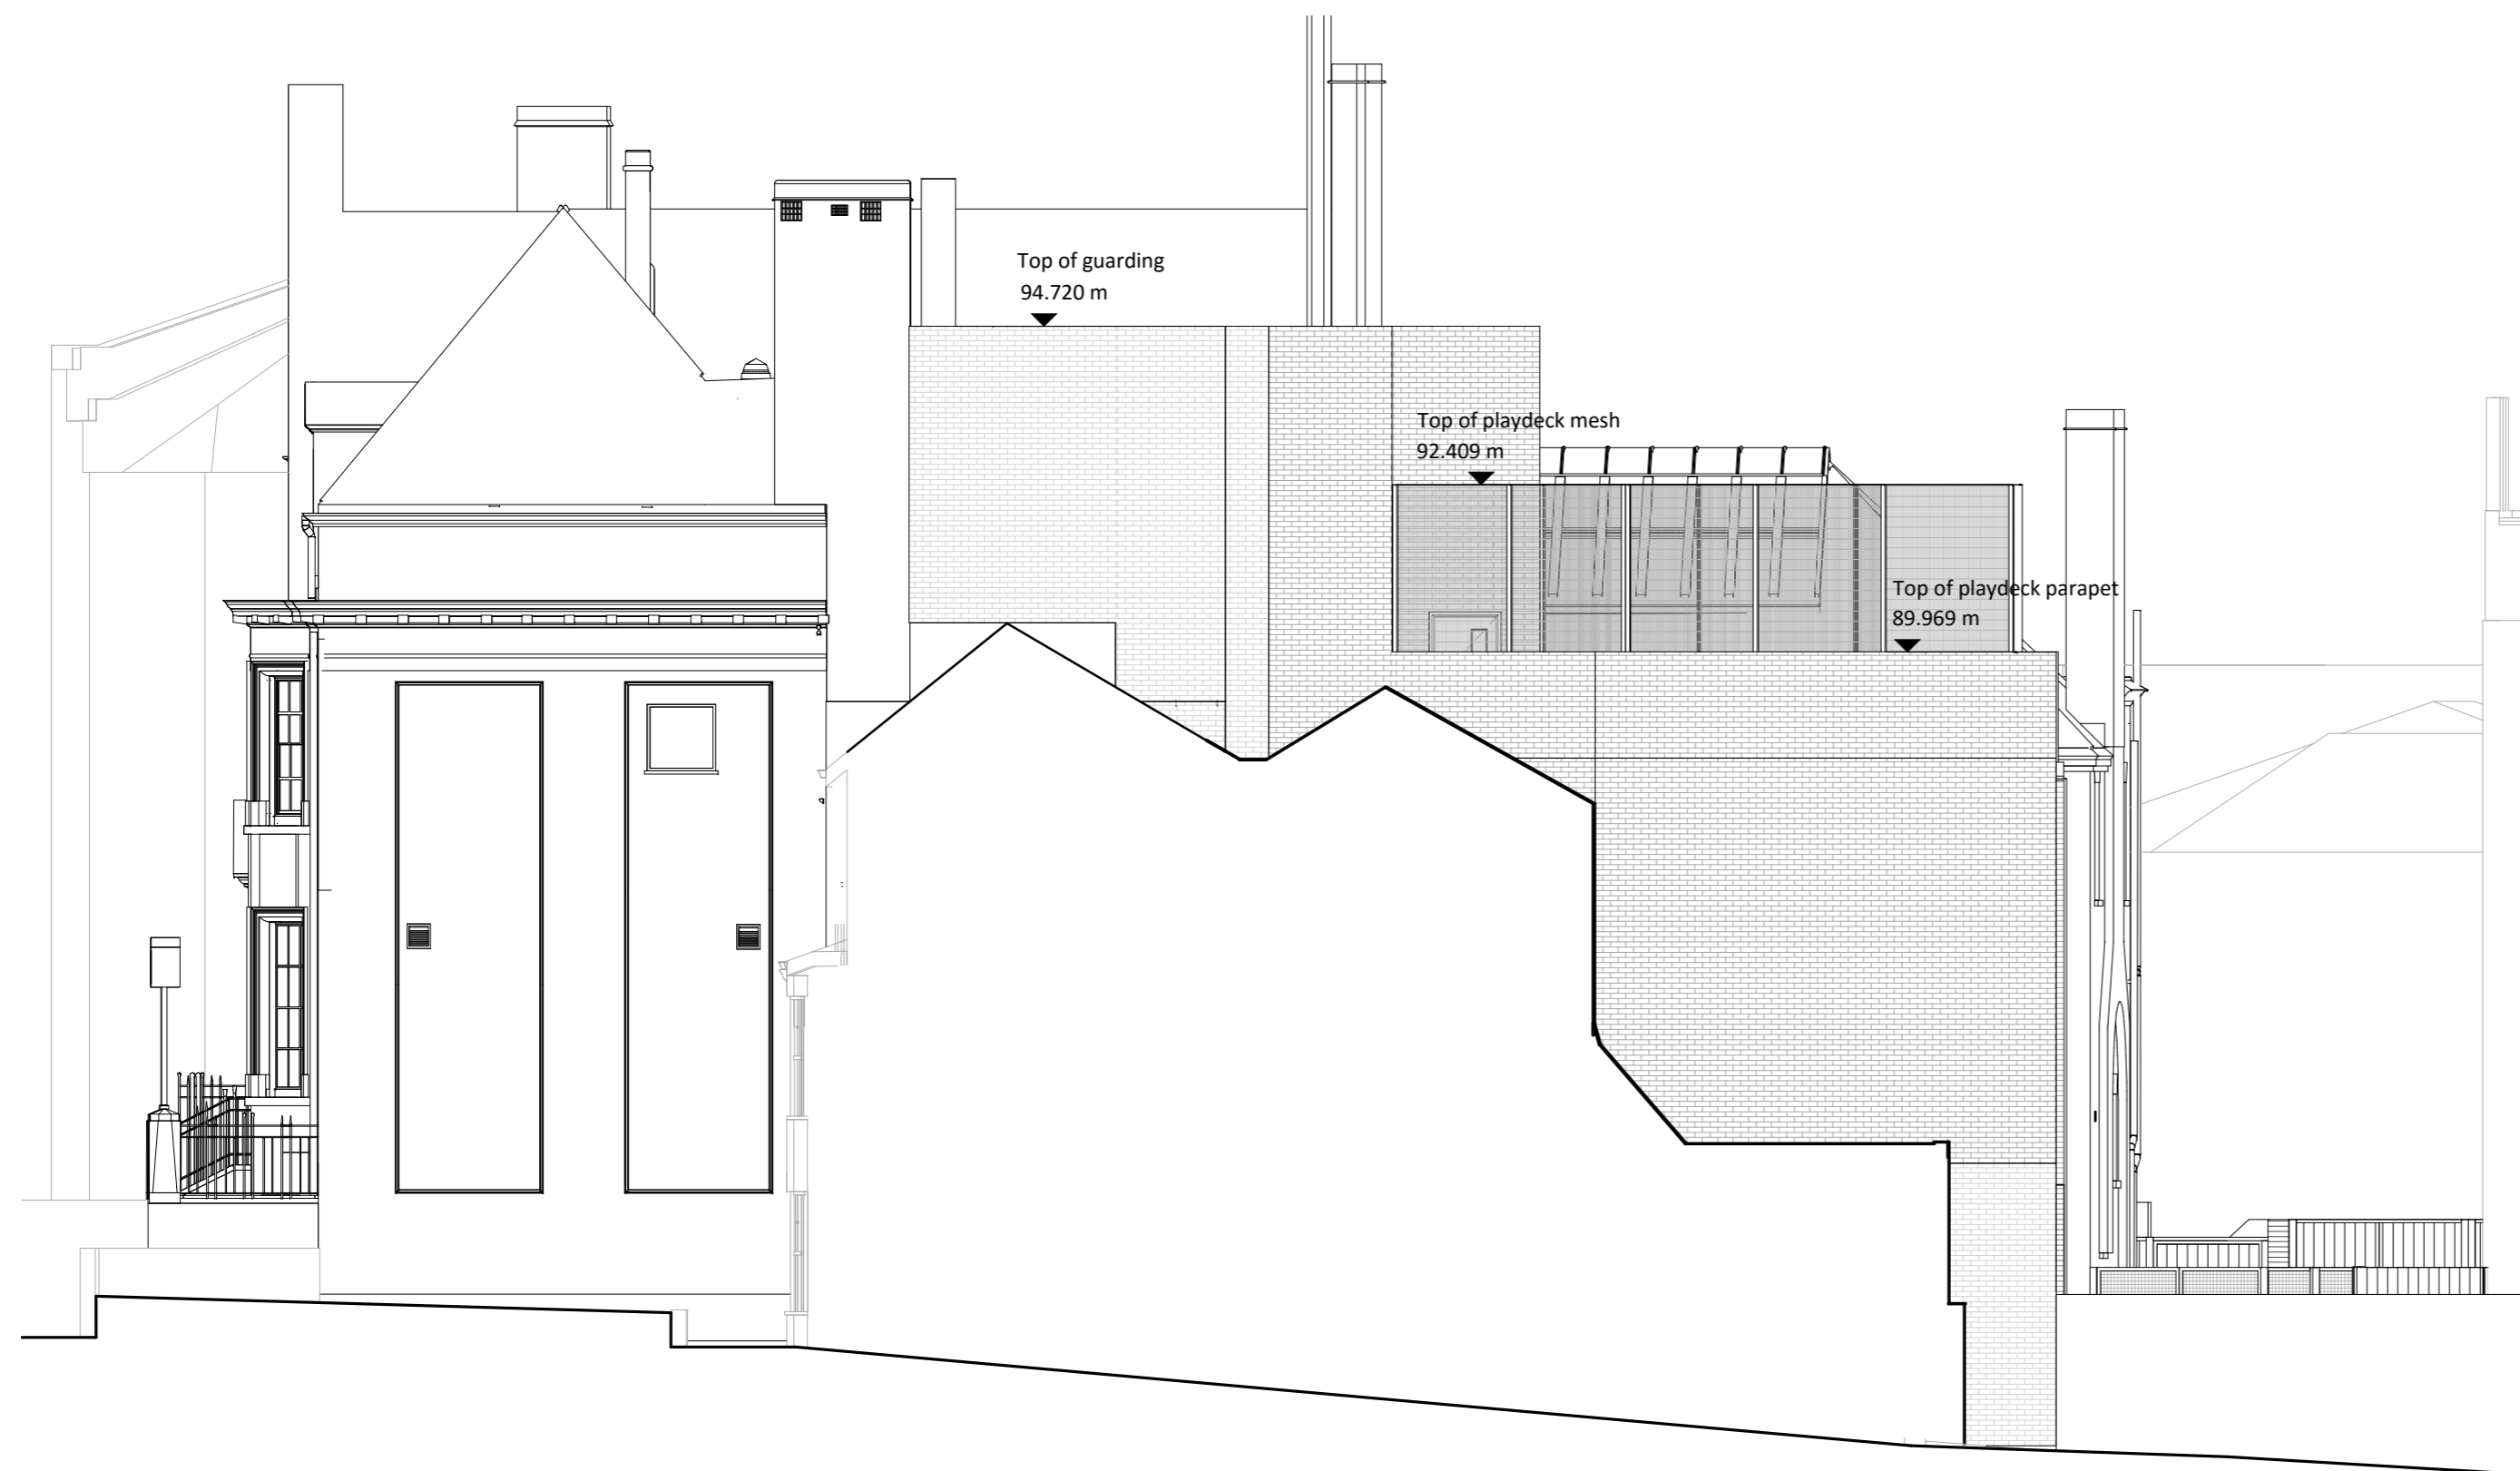 Top of guarding
94.720 m
Top of playdeck mesh
92.409 m
Top of playdeck parapet
89.969 m